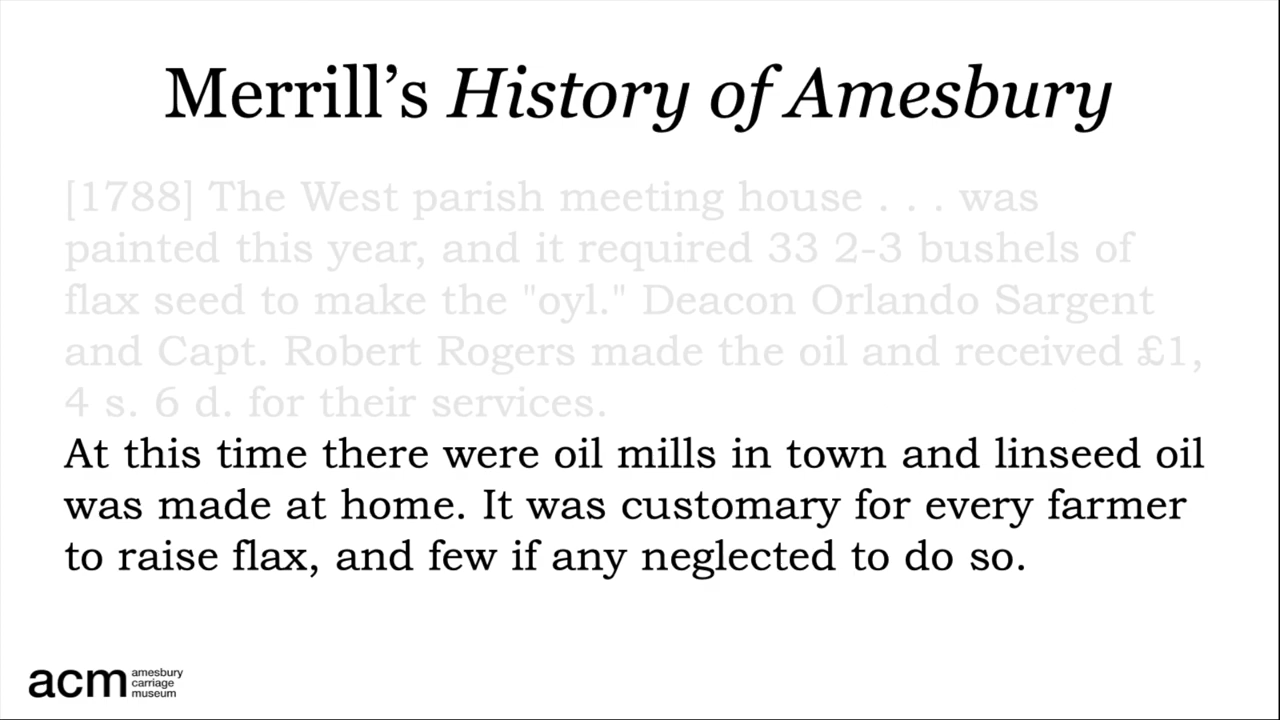 Merrill’s History of Amesbury
[1788] The West parish meeting house . . . was
painted this year, and it required 33 2-3 bushels of
flax seed to make the "oyl." Deacon Orlando Sargent
and Capt. Robert Rogers made the oil and received £1,
4 s. 6 d. for their services.
At this time there were oil mills in town and linseed oil
was made at home. It was customary for every farmer
to raise flax, and few if any neglected to do so.
acm
amesbury
carriage
museum